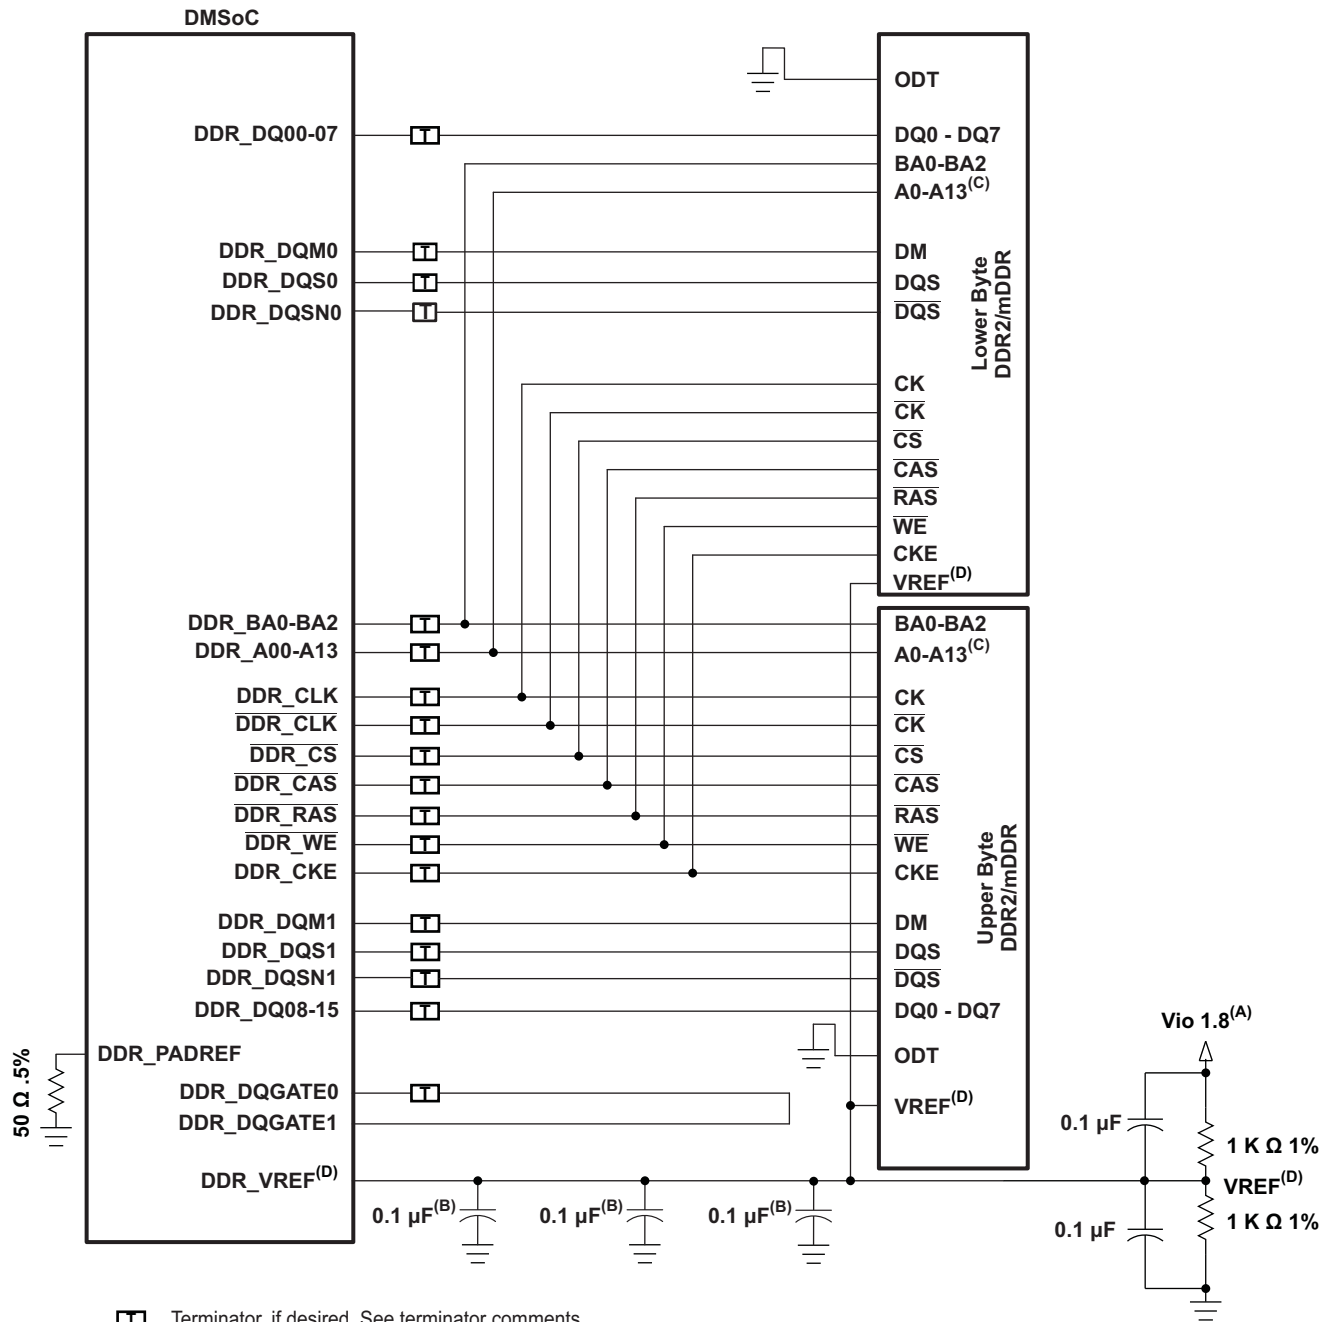 DMSoC
ODT
DDR_DQ00-07 T DQ0 - DQ7
BA0-BA2
A0-A13(C)
DDR_DQM0 T DM
DDR_DQS0 T DQS
DDR_DQSN0 T DQS
Lower Byte
DDR2/mDDR
CK
CK
CS
CAS
RAS
WE
CKE
VREF(D)
DDR_BA0-BA2 T BA0-BA2
DDR_A00-A13 T A0-A13(C)
DDR_CLK T CK
DDR_CLK T CK
DDR_CS T CS
DDR_CAS T CAS
DDR_RAS T RAS
DDR_WE T WE
DDR_CKE T CKE
Upper Byte
DDR2/mDDR
DDR_DQM1 T DM
DDR_DQS1 T DQS
DDR_DQSN1 T DQS
DDR_DQ08-15 T DQ0 - DQ7
Vio 1.8(A)
50 Ω .5%
DDR_PADREF
ODT
DDR_DQGATE0 T
DDR_DQGATE1
VREF(D)
0.1 µF
1 K Ω 1%
DDR_VREF(D)
VREF(D)
0.1 µF(B) 0.1 µF(B) 0.1 µF(B)
0.1 µF
1 K Ω 1%
T Terminator, if desired. See terminator comments.